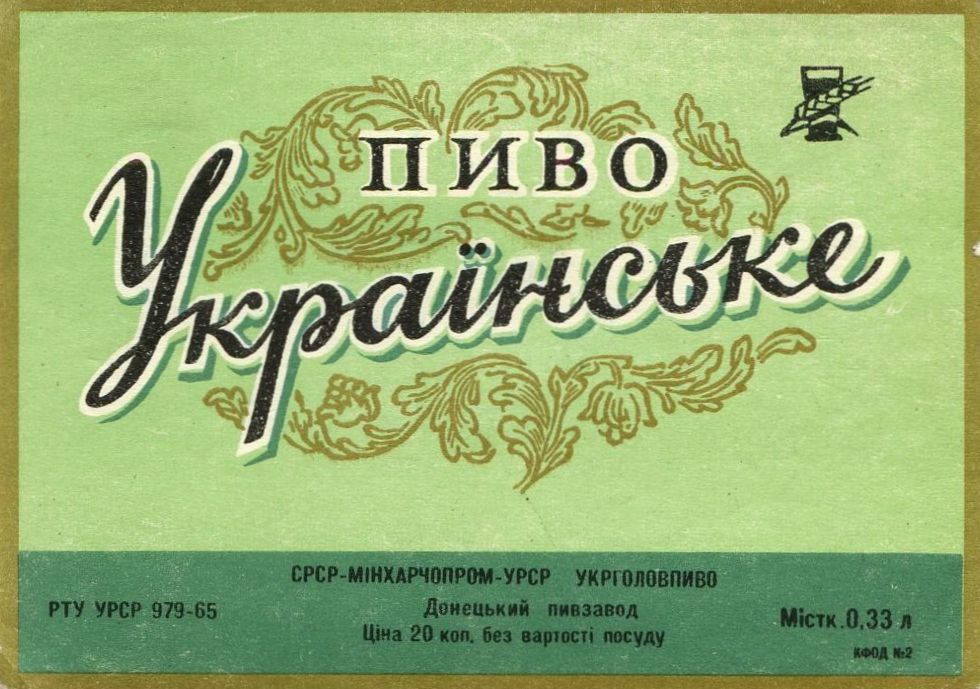 ПИВО
Українське
СРСР-МІНХАРЧОПРОМ-УРСР УКРГОЛОВПИВО
РТУ УРСР 979-65
Донецький пивзавод
Ціна 20 коп. без вартості посуду
Містк. 0,33 л
КФОД №2